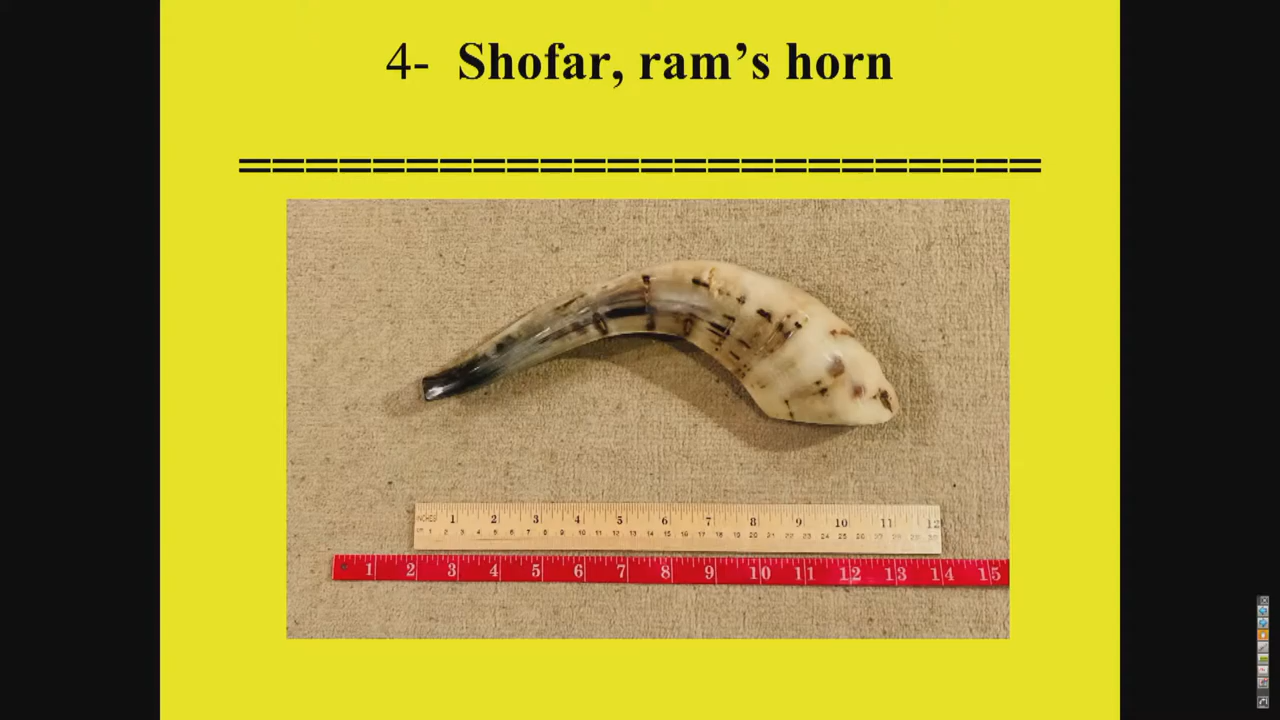 4- Shofar, ram’s horn
INCHES 1 2 3 4 5 6 7 8 9 10 11 12
1 2 3 4 5 6 7 8 9 10 11 12 13 14 15